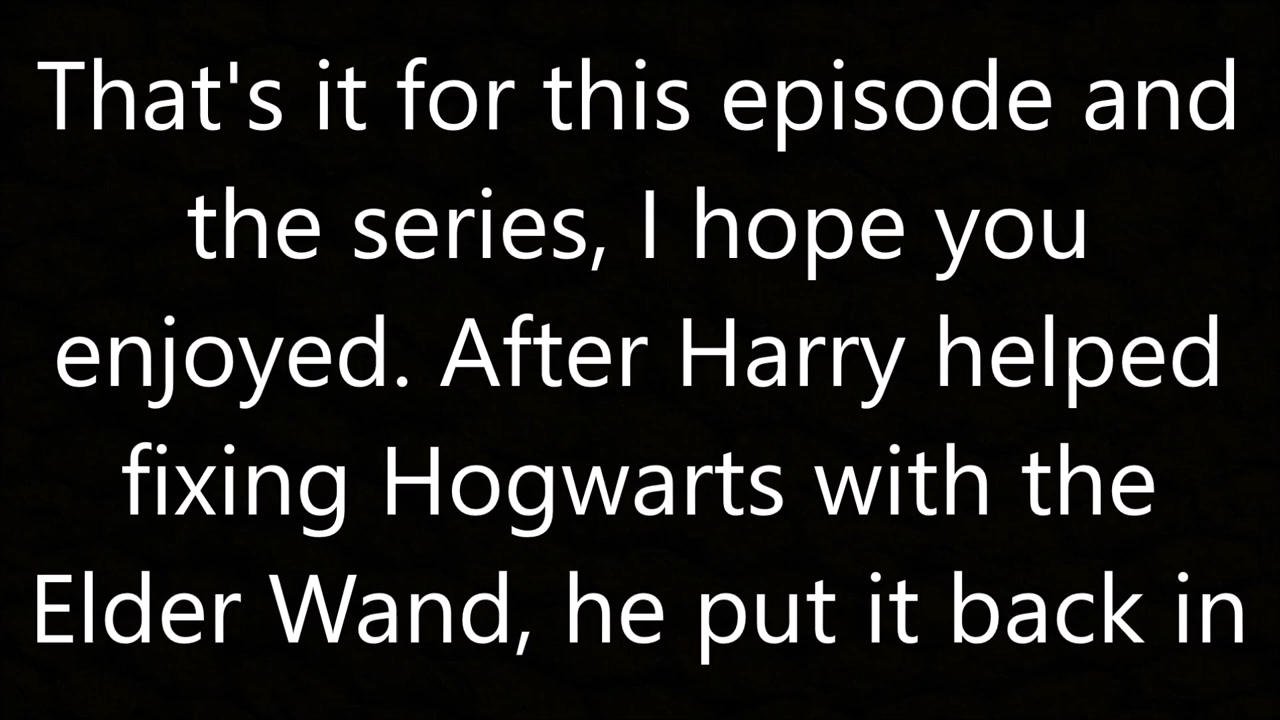 That's it for this episode and
the series, I hope you
enjoyed. After Harry helped
fixing Hogwarts with the
Elder Wand, he put it back in